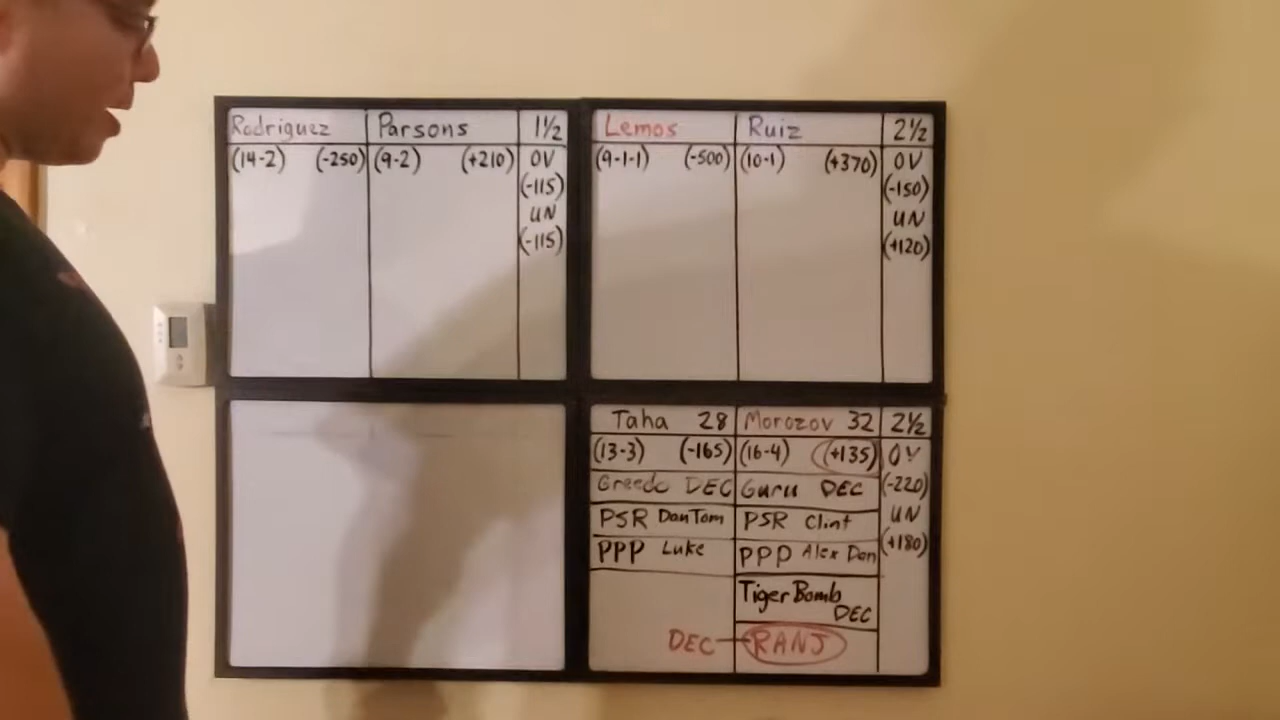 Rodriguez Parsons 1½
(14-2) (-250) (9-2) (+210) OV
(-115)
UN
(-115)
Lemos Ruiz 2½
(9-1-1) (-500) (10-1) (+370) OV
(-150)
UN
(+120)
Taha 28 Morozov 32 2½
(13-3) (-165) (16-4) (+135) OV
Greedo DEC Guru DEC (-220)
PSR Dan Tom PSR Clint UN
PPP Luke PPP Alex Dan (+180)
Tiger Bomb
DEC
DEC RANJ